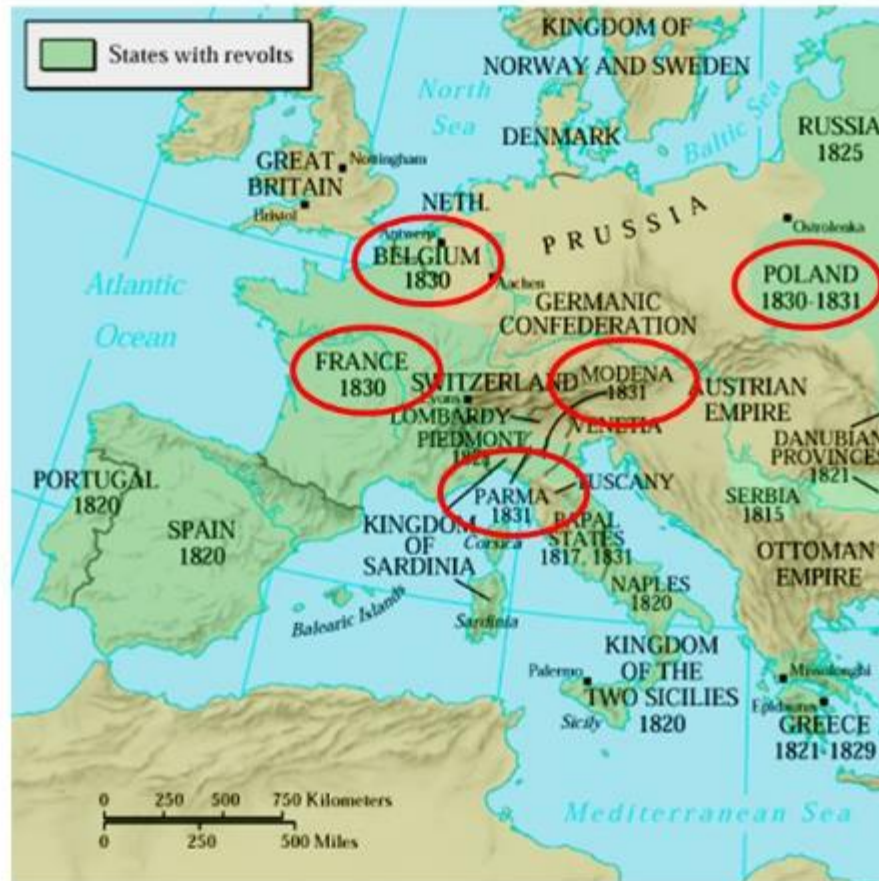 States with revolts
KINGDOM OF
NORWAY AND SWEDEN
North
Sea
Baltic Sea
DENMARK
RUSSIA
1825
GREAT
BRITAIN
Nottingham
Bristol
NETH.
PRUSSIA
Ostrolenka
Antwerp
BELGIUM
1830
Aachen
POLAND
1830-1831
Atlantic
Ocean
GERMANIC
CONFEDERATION
FRANCE
1830
SWITZERLAND
MODENA
1831
AUSTRIAN
EMPIRE
Lyons
LOMBARDY
VENETIA
PIEDMONT
DANUBIAN
PROVINCES
1821
PORTUGAL
1820
SPAIN
1820
PARMA
1831
TUSCANY
SERBIA
1815
KINGDOM
OF
SARDINIA
Corsica
PAPAL
STATES
1817, 1831
OTTOMAN
EMPIRE
NAPLES
1820
Balearic Islands
Sardinia
KINGDOM
OF THE
TWO SICILIES
1820
Palermo
Sicily
Missolonghi
Epidaurus
GREECE
1821-1829
0 250 500 750 Kilometers
0 250 500 Miles
Mediterranean Sea